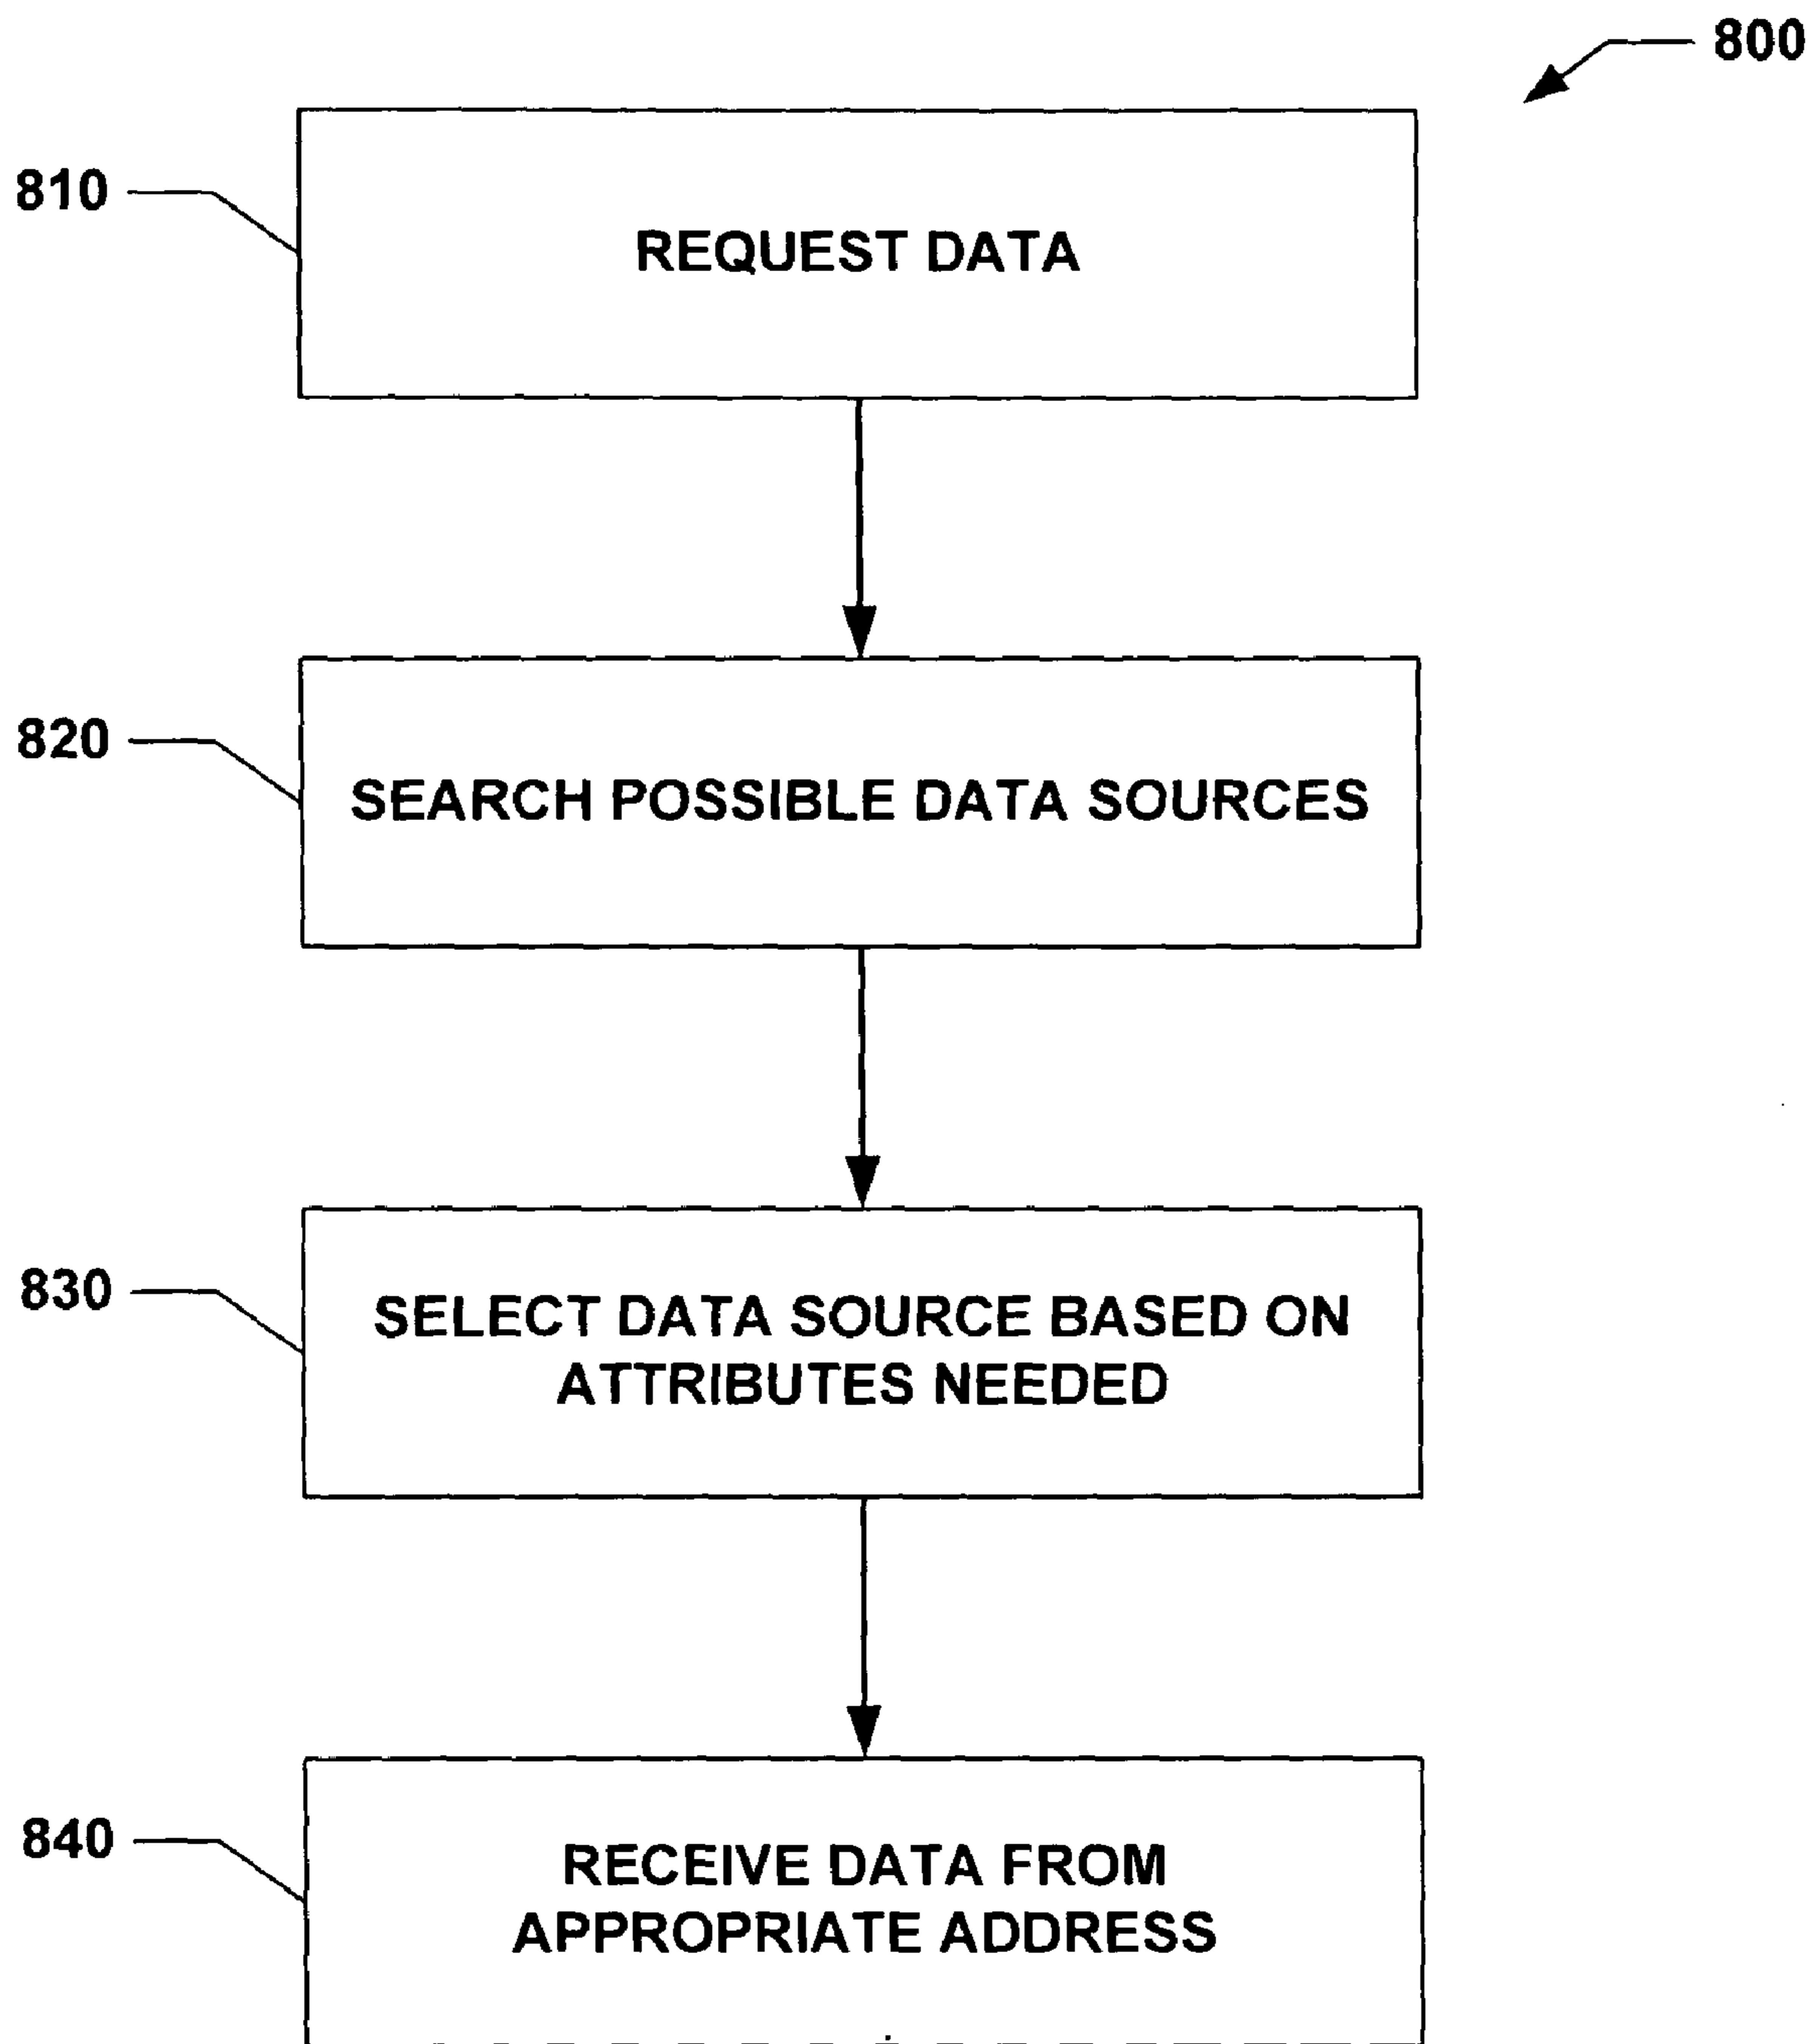 800
810
REQUEST DATA
820
SEARCH POSSIBLE DATA SOURCES
830
SELECT DATA SOURCE BASED ON
ATTRIBUTES NEEDED
840
RECEIVE DATA FROM
APPROPRIATE ADDRESS